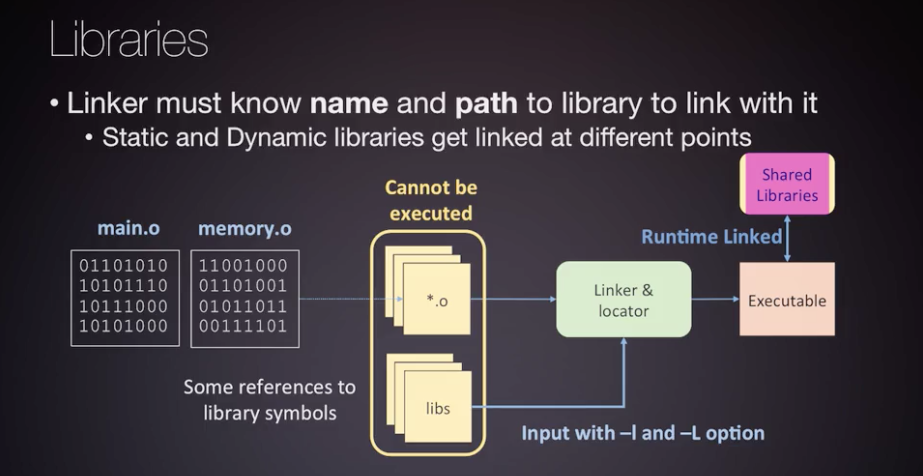 Libraries
• Linker must know name and path to library to link with it
• Static and Dynamic libraries get linked at different points
Shared
Libraries
Cannot be
executed
main.o
memory.o
Runtime Linked
01101010
10101110
10111000
10101000
11001000
01101001
01011011
00111101
*.o
Linker &
locator
Executable
Some references to
library symbols
libs
Input with –l and –L option